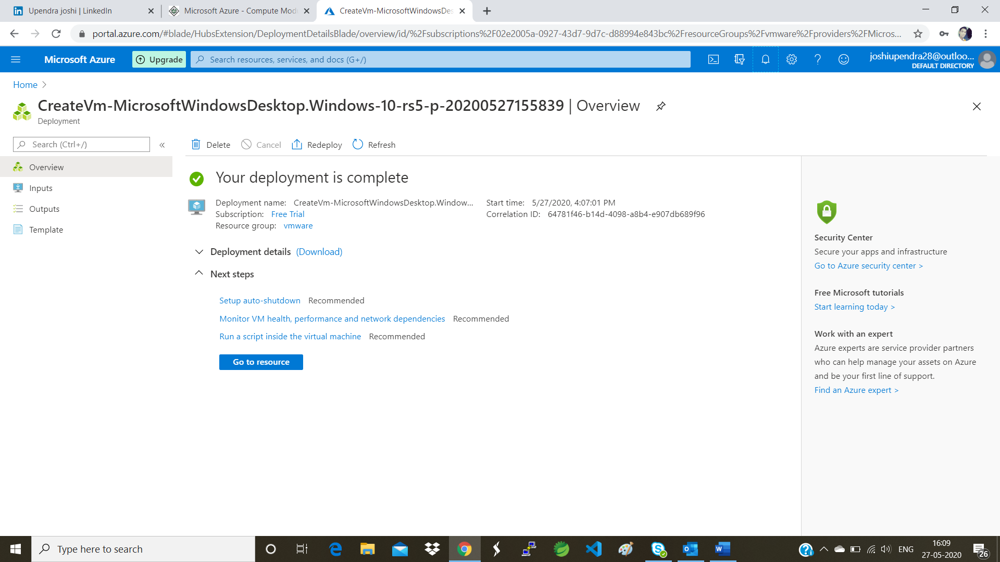 Upendra joshi | LinkedIn
Microsoft Azure - Compute Mod
CreateVm-MicrosoftWindowsDes
portal.azure.com/#blade/HubsExtension/DeploymentDetailsBlade/overview/id/%2Fsubscriptions%2F02e2005a-0927-43d7-9d7c-d88994e843bc%2FresourceGroups%2Fvmware%2Fproviders%2FMicros...
Microsoft Azure
Upgrade
Search resources, services, and docs (G+/)
joshiupendra28@outloo...
DEFAULT DIRECTORY
Home
CreateVm-MicrosoftWindowsDesktop.Windows-10-rs5-p-20200527155839 | Overview
Deployment
Search (Ctrl+/)
«
Delete
Cancel
Redeploy
Refresh
Overview
Inputs
Outputs
Template
Your deployment is complete
Deployment name: CreateVm-MicrosoftWindowsDesktop.Window...
Subscription: Free Trial
Resource group: vmware
Start time: 5/27/2020, 4:07:01 PM
Correlation ID: 64781f46-b14d-4098-a8b4-e907db689f96
Deployment details (Download)
Next steps
Setup auto-shutdown Recommended
Monitor VM health, performance and network dependencies Recommended
Run a script inside the virtual machine Recommended
Go to resource
Security Center
Secure your apps and infrastructure
Go to Azure security center >
Free Microsoft tutorials
Start learning today >
Work with an expert
Azure experts are service provider partners
who can help manage your assets on Azure
and be your first line of support.
Find an Azure expert >
Type here to search
ENG
16:09
27-05-2020
26